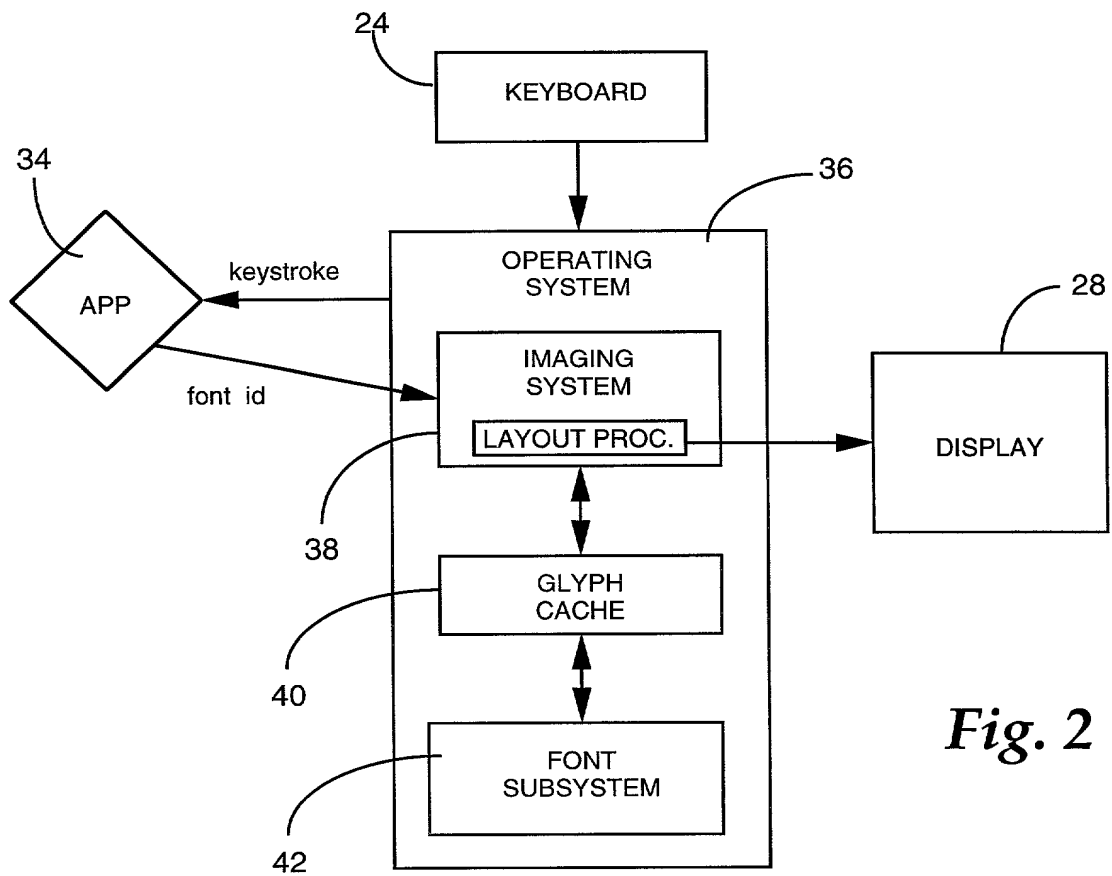 24
KEYBOARD
34
36
keystroke
OPERATING
SYSTEM
APP
28
font id
IMAGING
SYSTEM
LAYOUT PROC.
DISPLAY
38
GLYPH
CACHE
40
Fig. 2
FONT
SUBSYSTEM
42